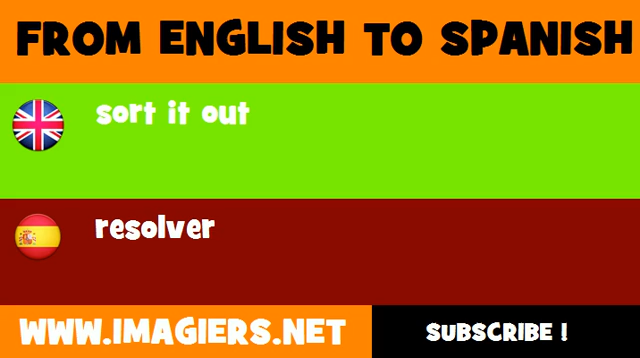 FROM ENGLISH TO SPANISH
sort it out
resolver
WWW.IMAGIERS.NET
SUBSCRIBE !